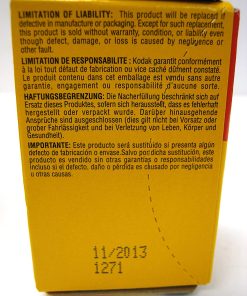 LIMITATION OF LIABILITY: This product will be replaced if
defective in manufacture or packaging. Except for such replacement,
this product is sold without warranty, condition, or liability even
though defect, damage, or loss is caused by negligence or
other fault.
LIMITATION DE RESPONSABILITE : Kodak garantit conformément
à la loi tout défaut de fabrication ou vice caché dûment constaté.
Le produit contenu dans cet emballage est vendu sans autre
garantie, engagement ou responsabilité d'aucune sorte.
HAFTUNGSBEGRENZUNG: Die Nacherfüllung beschränkt sich auf
Ersatz dieses Produktes, sofern sich herausstellt, dass es fehlerhaft
hergestellt oder verpackt wurde. Darüber hinausgehende
Ansprüche sind ausgeschlossen (dies gilt nicht bei Vorsatz oder
grober Fahrlässigkeit und bei Verletzung von Leben, Körper und
Gesundheit).
IMPORTANTE: Este producto será sustituido si presenta algún
defecto de fabricación o envase. Salvo por dicha sustitución, este
producto es vendido sin otras garantías o responsabilidades
incluso si el defecto, daño o pérdida es causado por negligencia
u otras causas.
11/2013
1271